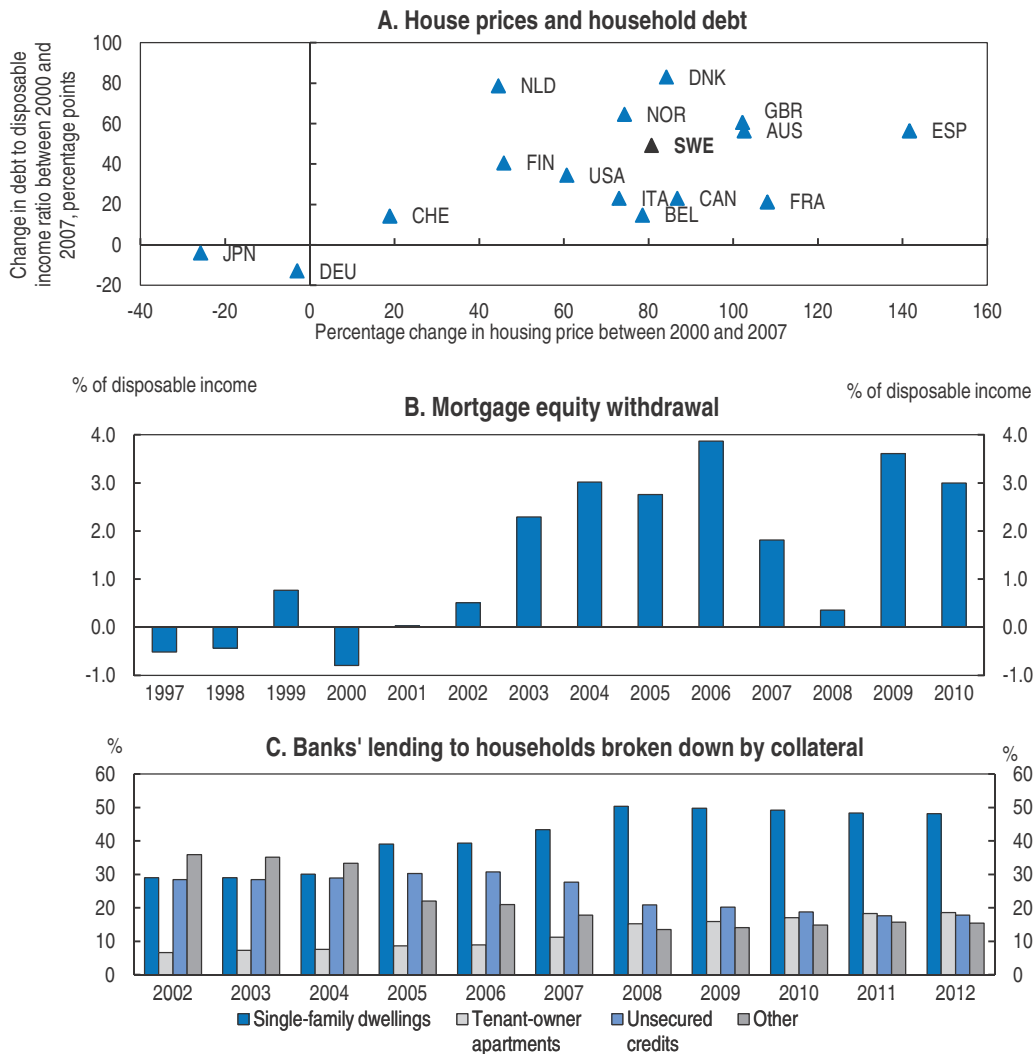 A. House prices and household debt
Change in debt to disposable
income ratio between 2000 and
2007, percentage points
100
80
60
40
20
0
-20
NLD
DNK
NOR
GBR
AUS
ESP
SWE
FIN
USA
ITA
CAN
FRA
BEL
CHE
JPN
DEU
-40 -20 0 20 40 60 80 100 120 140 160
Percentage change in housing price between 2000 and 2007
% of disposable income % of disposable income
B. Mortgage equity withdrawal
4.0 4.0
3.0 3.0
2.0 2.0
1.0 1.0
0.0 0.0
-1.0 -1.0
1997 1998 1999 2000 2001 2002 2003 2004 2005 2006 2007 2008 2009 2010
C. Banks' lending to households broken down by collateral
% %
60 60
50 50
40 40
30 30
20 20
10 10
0 0
2002 2003 2004 2005 2006 2007 2008 2009 2010 2011 2012
Single-family dwellings Tenant-owner apartments Unsecured credits Other